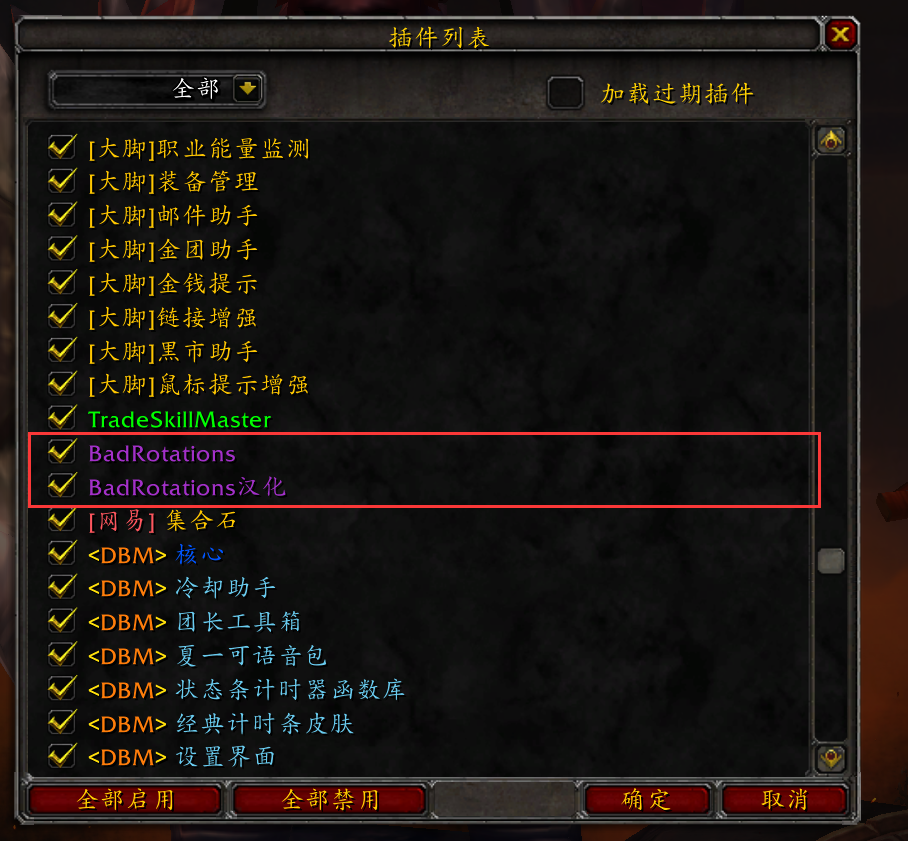 插件列表
全部
加载过期插件
[大脚]职业能量监测
[大脚]装备管理
[大脚]邮件助手
[大脚]金团助手
[大脚]金钱提示
[大脚]链接增强
[大脚]黑市助手
[大脚]鼠标提示增强
TradeSkillMaster
BadRotations
BadRotations汉化
[网易] 集合石
<DBM> 核心
<DBM> 冷却助手
<DBM> 团长工具箱
<DBM> 夏一可语音包
<DBM> 状态条计时器函数库
<DBM> 经典计时条皮肤
<DBM> 设置界面
全部启用
全部禁用
确定
取消